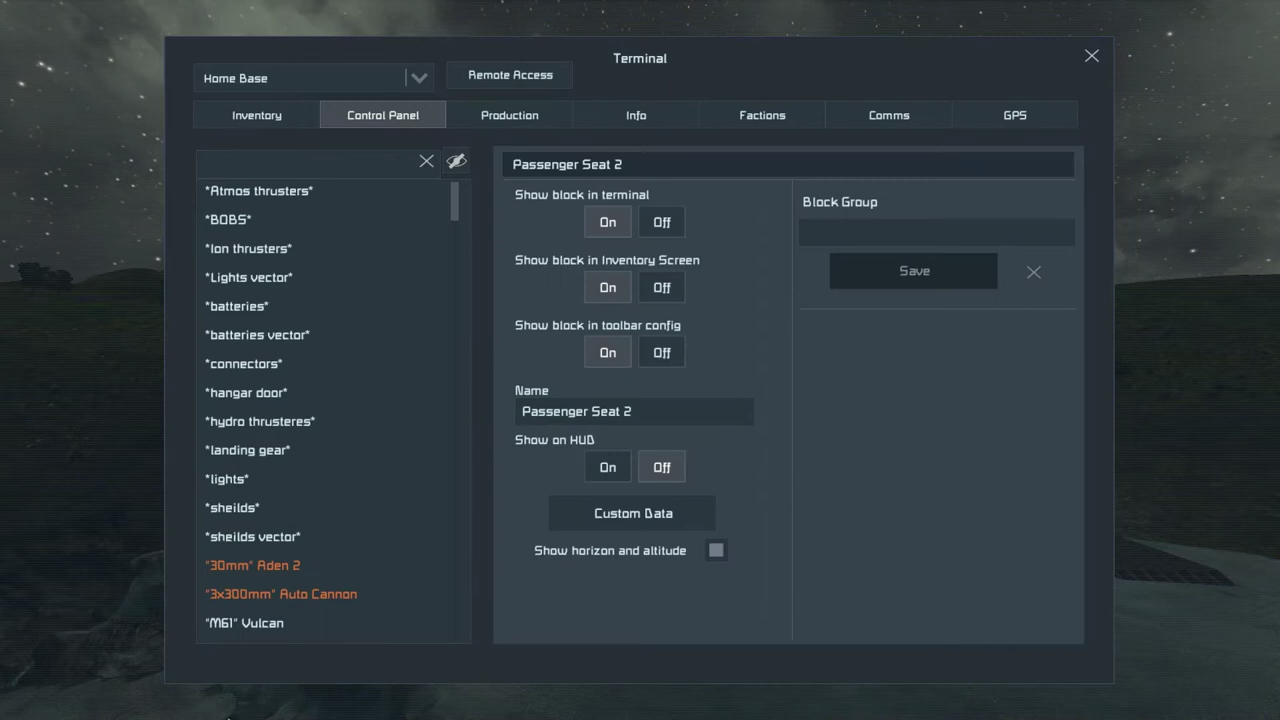 Terminal
Home Base
Remote Access
Inventory
Control Panel
Production
Info
Factions
Comms
GPS
*Atmos thrusters*
*BOBS*
*Ion thrusters*
*Lights vector*
*batteries*
*batteries vector*
*connectors*
*hangar door*
*hydro thrusteres*
*landing gear*
*lights*
*sheilds*
*sheilds vector*
"30mm" Aden 2
"3x300mm" Auto Cannon
"M61" Vulcan
Passenger Seat 2
Show block in terminal
On Off
Show block in Inventory Screen
On Off
Show block in toolbar config
On Off
Name
Passenger Seat 2
Show on HUD
On Off
Custom Data
Show horizon and altitude
Block Group
Save